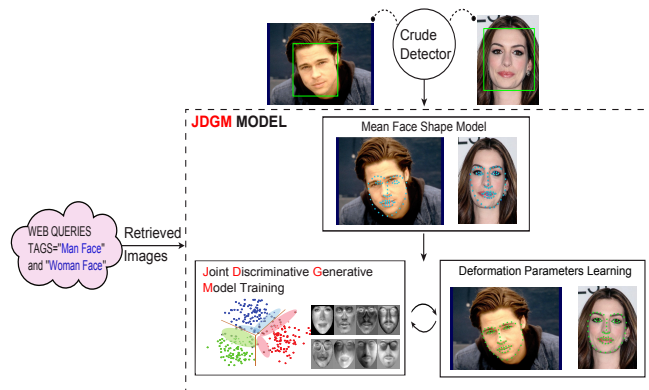 Crude
Detector
JDGM MODEL
Mean Face Shape Model
WEB QUERIES
TAGS="Man Face"
and "Woman Face"
Retrieved
Images
Joint Discriminative Generative
Model Training
Deformation Parameters Learning